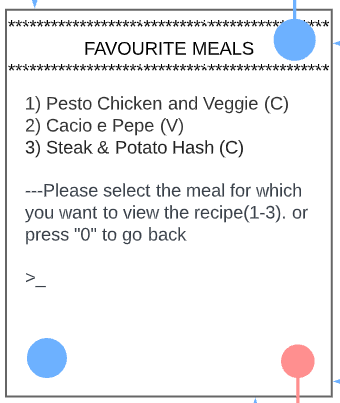 ****************************************************
FAVOURITE MEALS
****************************************************
1) Pesto Chicken and Veggie (C)
2) Cacio e Pepe (V)
3) Steak & Potato Hash (C)
---Please select the meal for which
you want to view the recipe(1-3). or
press "0" to go back
>_